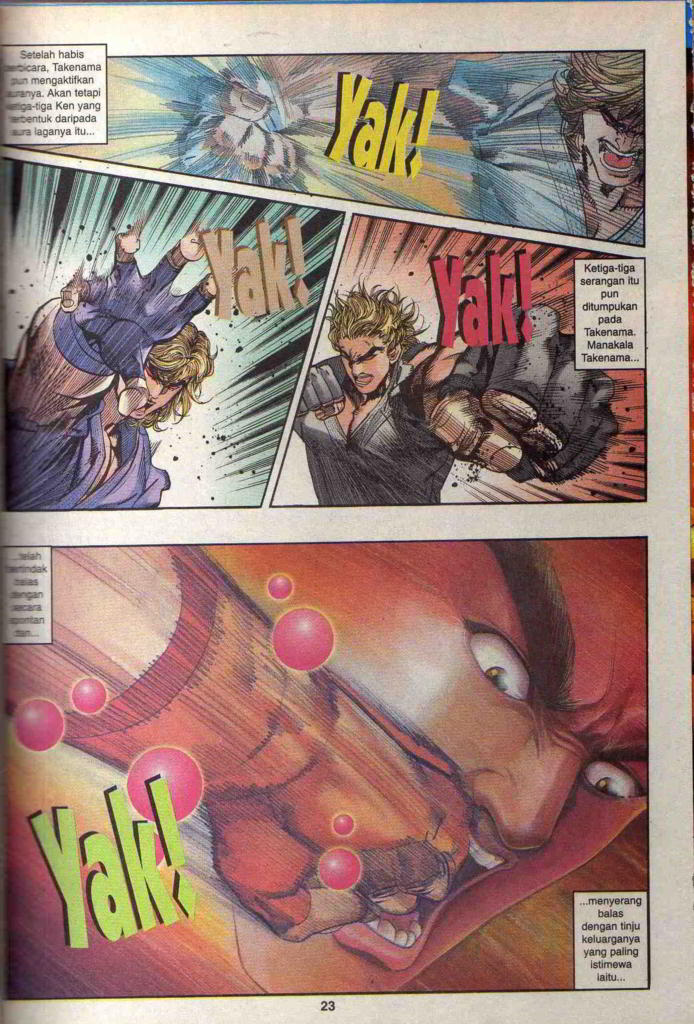 Setelah habis
berbicara, Takenama
pun mengaktifkan
auranya. Akan tetapi
ketiga-tiga Ken yang
terbentuk daripada
aura laganya itu...
Yak!
Yak!
Yak!
Ketiga-tiga
serangan itu
pun
ditumpukan
pada
Takenama.
Manakala
Takenama...
...telah
bertindak
balas
dengan
secara
spontan
dan...
Yak!
...menyerang
balas
dengan tinju
keluarganya
yang paling
istimewa
iaitu...
23